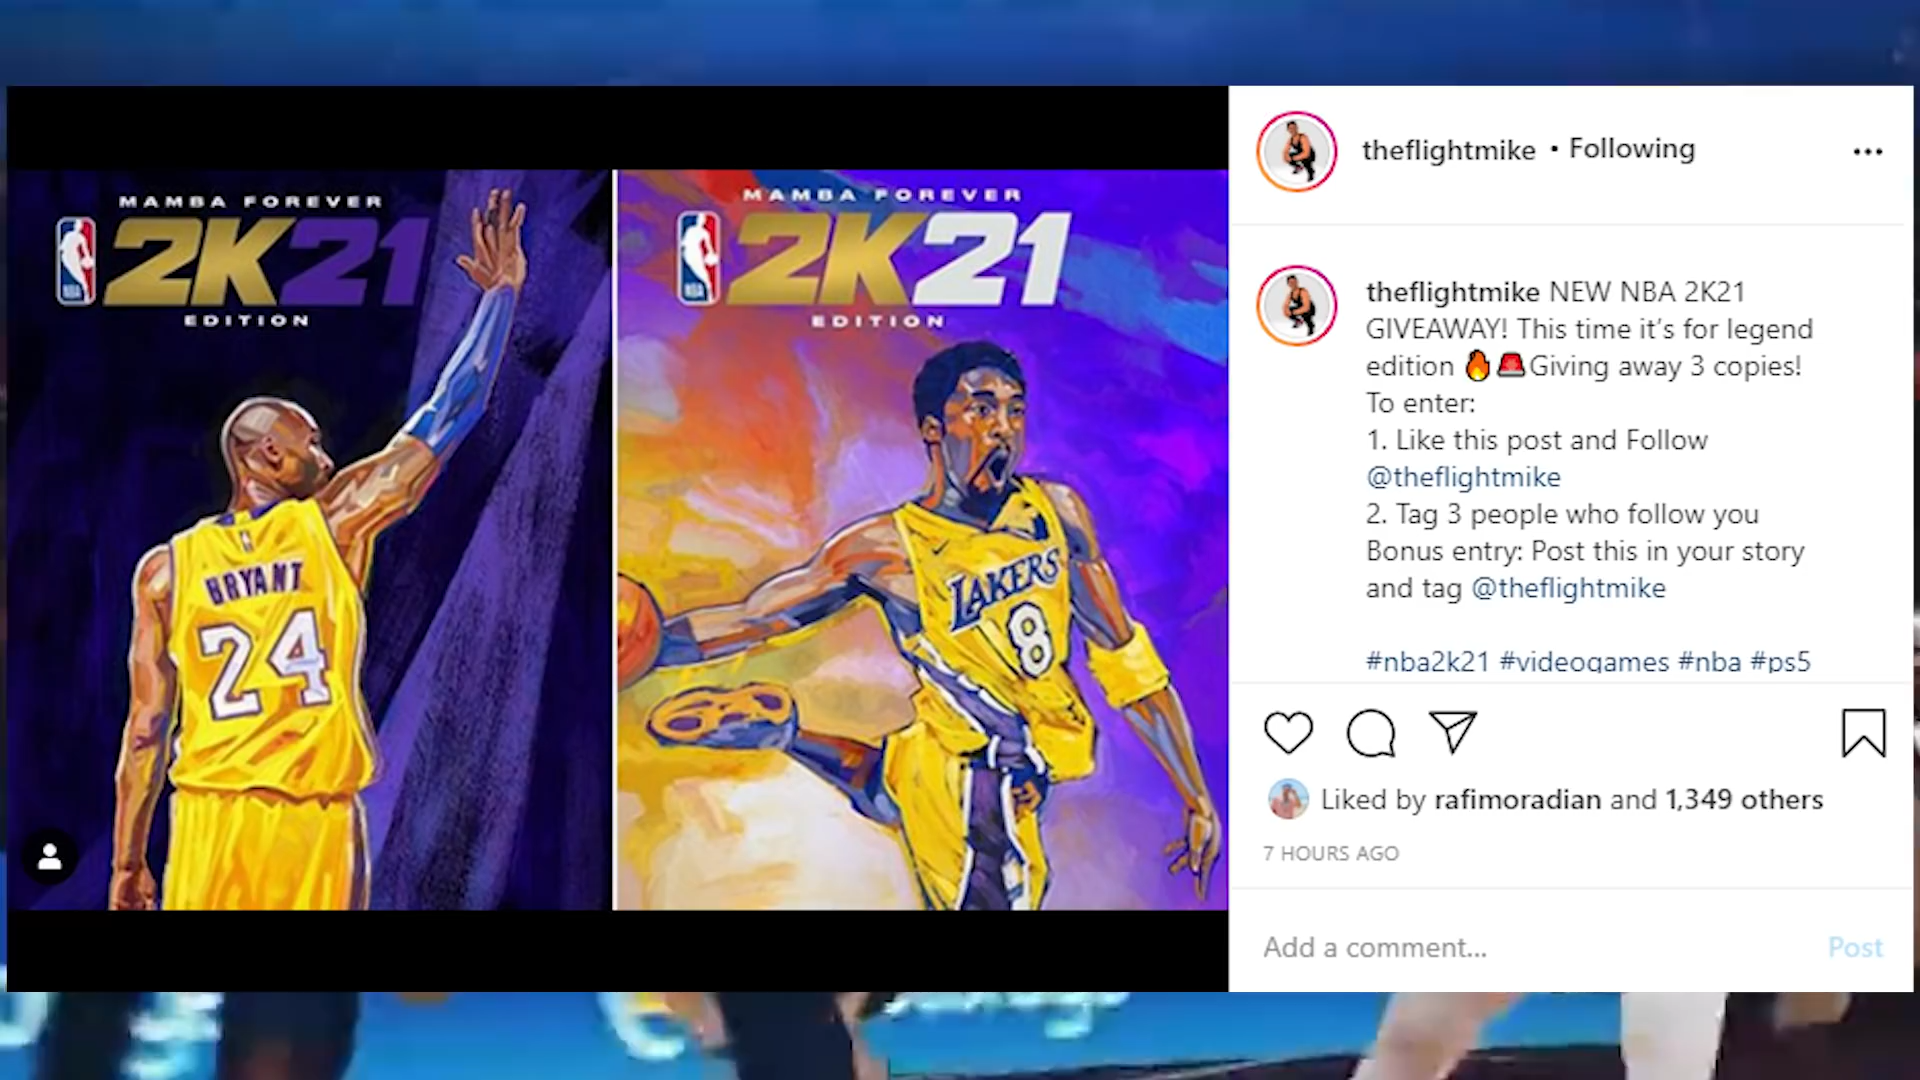 MAMBA FOREVER
NBA
2K21
EDITION
BRYANT
24
MAMBA FOREVER
NBA
2K21
EDITION
LAKERS
8
theflightmike • Following
theflightmike NEW NBA 2K21
GIVEAWAY! This time it’s for legend
edition 🔥🚨Giving away 3 copies!
To enter:
1. Like this post and Follow
@theflightmike
2. Tag 3 people who follow you
Bonus entry: Post this in your story
and tag @theflightmike
#nba2k21 #videogames #nba #ps5
Liked by rafimoradian and 1,349 others
7 HOURS AGO
Add a comment...
Post